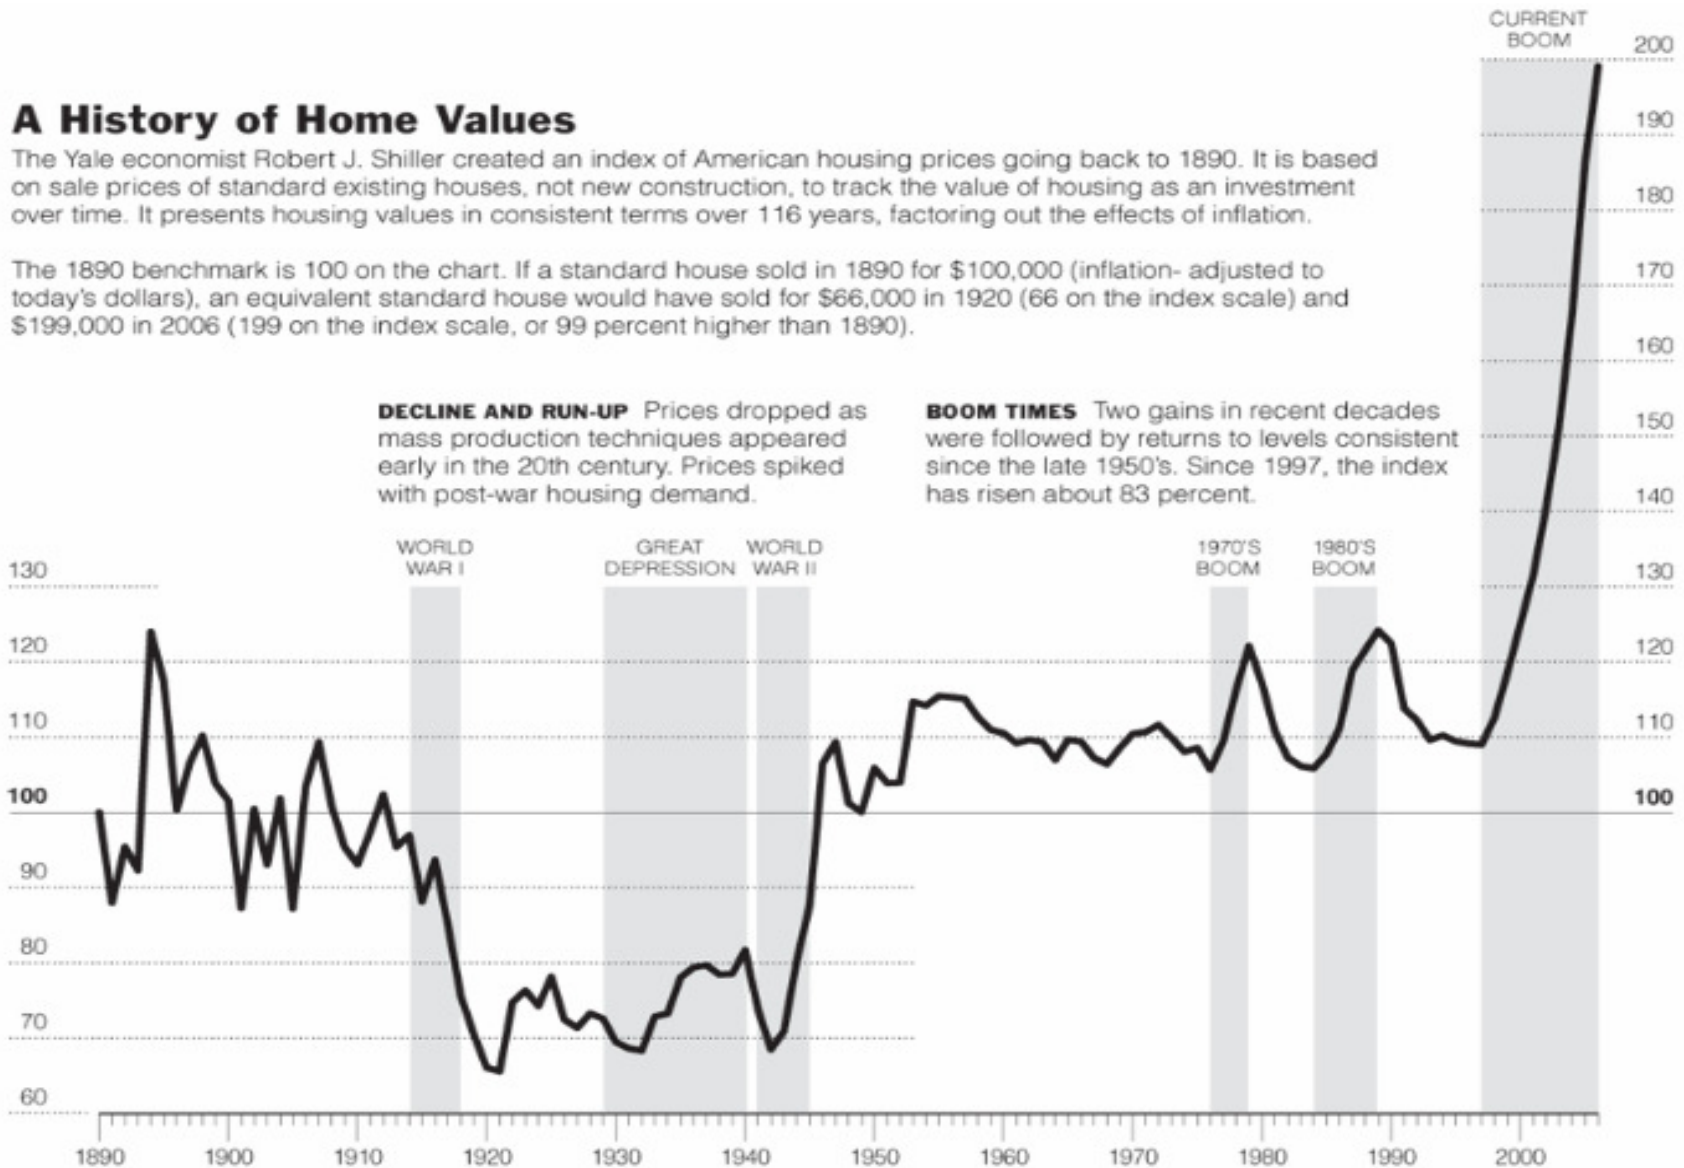 CURRENT
BOOM
A History of Home Values
The Yale economist Robert J. Shiller created an index of American housing prices going back to 1890. It is based
on sale prices of standard existing houses, not new construction, to track the value of housing as an investment
over time. It presents housing values in consistent terms over 116 years, factoring out the effects of inflation.
The 1890 benchmark is 100 on the chart. If a standard house sold in 1890 for $100,000 (inflation- adjusted to
today's dollars), an equivalent standard house would have sold for $66,000 in 1920 (66 on the index scale) and
$199,000 in 2006 (199 on the index scale, or 99 percent higher than 1890).
DECLINE AND RUN-UP Prices dropped as
mass production techniques appeared
early in the 20th century. Prices spiked
with post-war housing demand.
BOOM TIMES Two gains in recent decades
were followed by returns to levels consistent
since the late 1950's. Since 1997, the index
has risen about 83 percent.
WORLD
WAR I
GREAT
DEPRESSION
WORLD
WAR II
1970'S
BOOM
1980'S
BOOM
130
120
110
100
90
80
70
60
200
190
180
170
160
150
140
130
120
110
100
1890 1900 1910 1920 1930 1940 1950 1960 1970 1980 1990 2000